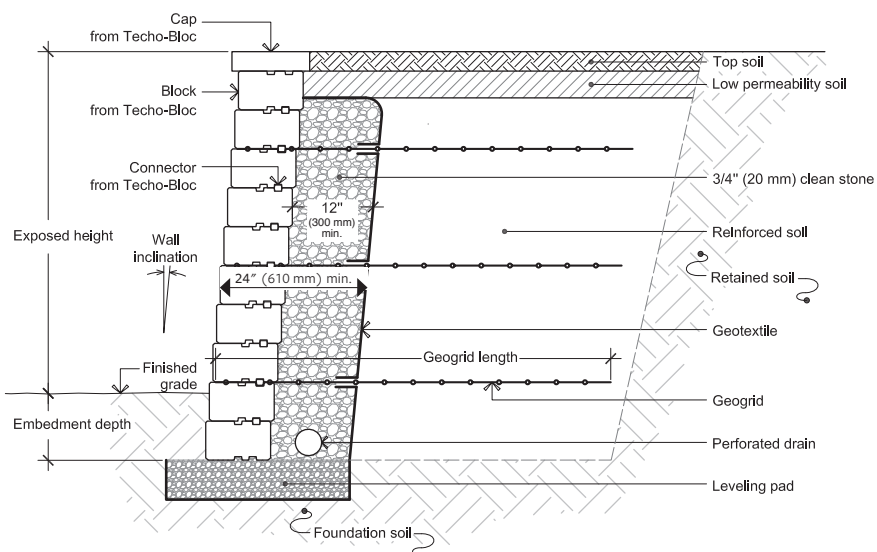 Cap
from Techo-Bloc
Block
from Techo-Bloc
Connector
from Techo-Bloc
Exposed height
Wall
inclination
Finished
grade
Embedment depth
12"
(300 mm)
min.
24" (610 mm) min.
Geogrid length
Top soil
Low permeability soil
3/4" (20 mm) clean stone
Reinforced soil
Retained soil
Geotextile
Geogrid
Perforated drain
Leveling pad
Foundation soil